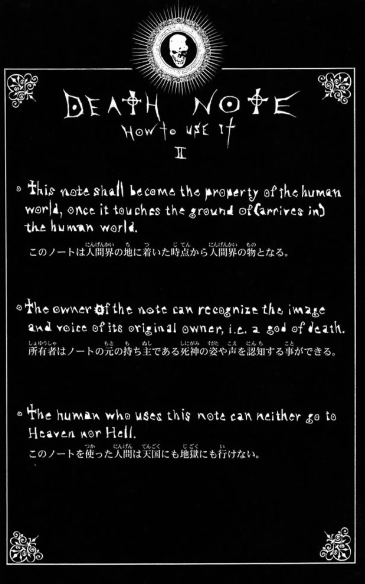 DEATH NOTE
HOW to USE It
II
This note shall become the property of the human
world, once it touches the ground of (arrives in)
the human world.
このノートは人間界の地に着いた時点から人間界の物となる。
The owner of the note can recognize the image
and voice of its original owner, i.e. a god of death.
所有者はノートの元の持ち主である死神の姿や声を認知する事ができる。
The human who uses this note can neither go to
Heaven nor Hell.
このノートを使った人間は天国にも地獄にも行けない。